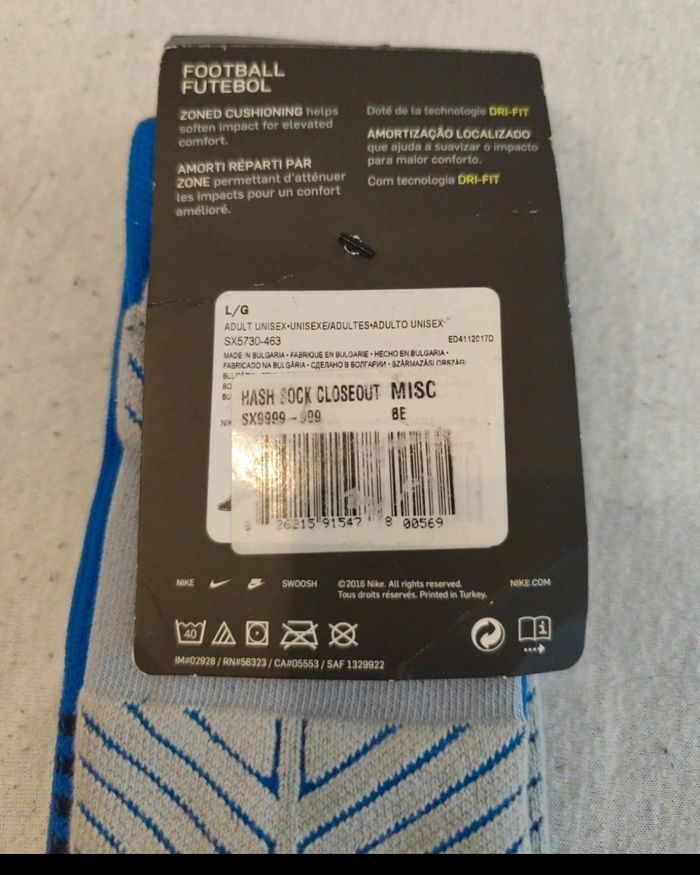 FOOTBALL
FUTEBOL
ZONED CUSHIONING helps
soften impact for elevated
comfort.
AMORTI RÉPARTI PAR
ZONE permettant d'atténuer
les impacts pour un confort
amélioré.
Doté de la technologie DRI-FIT
AMORTIZAÇÃO LOCALIZADO
que ajuda a suavizar o impacto
para maior conforto.
Com tecnologia DRI-FIT
L/G
ADULT UNISEX•UNISEXE/ADULTES•ADULTO UNISEX
SX5730-463
ED4112017D
MADE IN BULGARIA • FABRIQUE EN BULGARIE • HECHO EN BULGARIA •
FABRICADO NA BULGÁRIA • СДЕЛАНО В БОЛГАРИИ • SZÁRMAZÁSI ORSZÁG:
HASH SOCK CLOSEOUT MISC
SX9999-999 BE
8 26215 91547 8 00569
NIKE SWOOSH
©2016 Nike. All rights reserved.
Tous droits réservés. Printed in Turkey.
NIKE.COM
40
IM#02928 / RN#56323 / CA#05553 / SAF 1329922